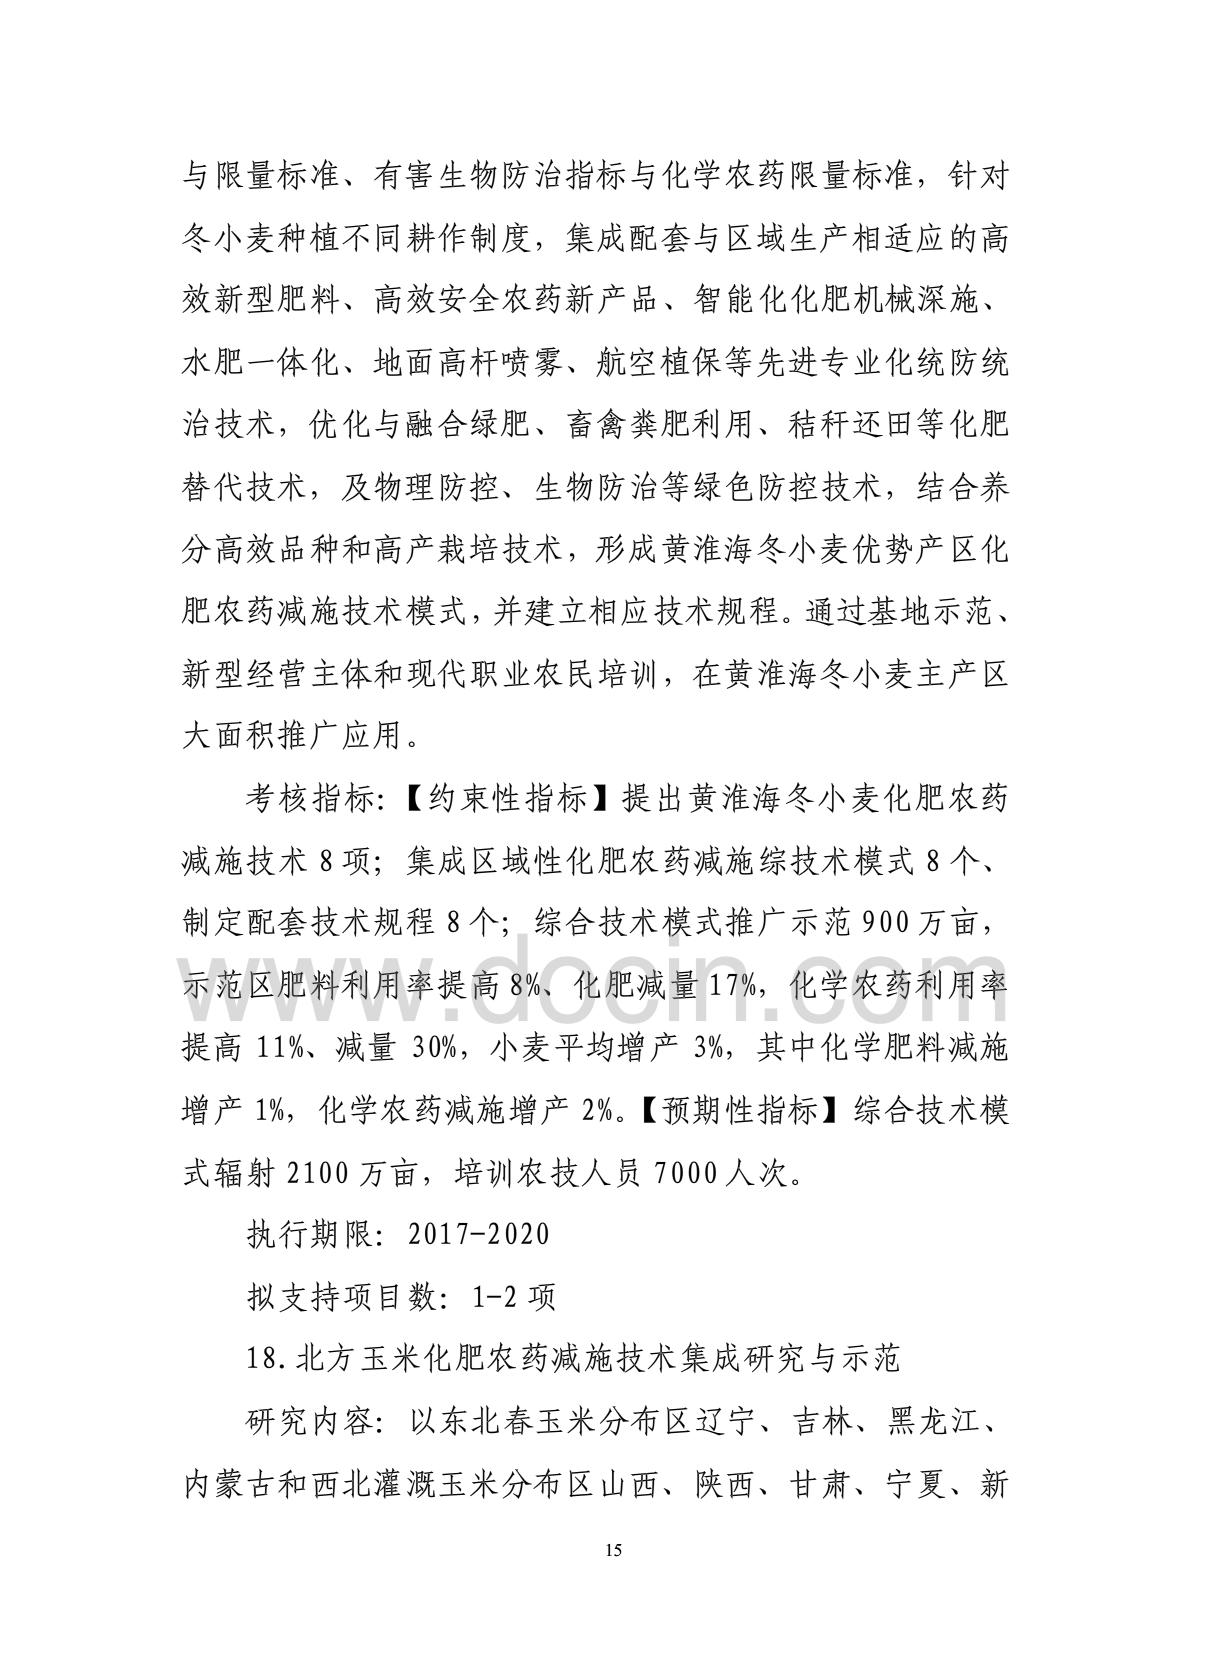 与限量标准、有害生物防治指标与化学农药限量标准，针对
冬小麦种植不同耕作制度，集成配套与区域生产相适应的高
效新型肥料、高效安全农药新产品、智能化化肥机械深施、
水肥一体化、地面高杆喷雾、航空植保等先进专业化统防统
治技术，优化与融合绿肥、畜禽粪肥利用、秸秆还田等化肥
替代技术，及物理防控、生物防治等绿色防控技术，结合养
分高效品种和高产栽培技术，形成黄淮海冬小麦优势产区化
肥农药减施技术模式，并建立相应技术规程。通过基地示范、
新型经营主体和现代职业农民培训，在黄淮海冬小麦主产区
大面积推广应用。
考核指标：【约束性指标】提出黄淮海冬小麦化肥农药
减施技术 8 项；集成区域性化肥农药减施综技术模式 8 个、
制定配套技术规程 8 个；综合技术模式推广示范 900 万亩，
示范区肥料利用率提高 8%、化肥减量 17%，化学农药利用率
提高 11%、减量 30%，小麦平均增产 3%，其中化学肥料减施
增产 1%，化学农药减施增产 2%。【预期性指标】综合技术模
式辐射 2100 万亩，培训农技人员 7000 人次。
执行期限：2017-2020
拟支持项目数：1-2 项
18.北方玉米化肥农药减施技术集成研究与示范
研究内容：以东北春玉米分布区辽宁、吉林、黑龙江、
内蒙古和西北灌溉玉米分布区山西、陕西、甘肃、宁夏、新
15
www.docin.com